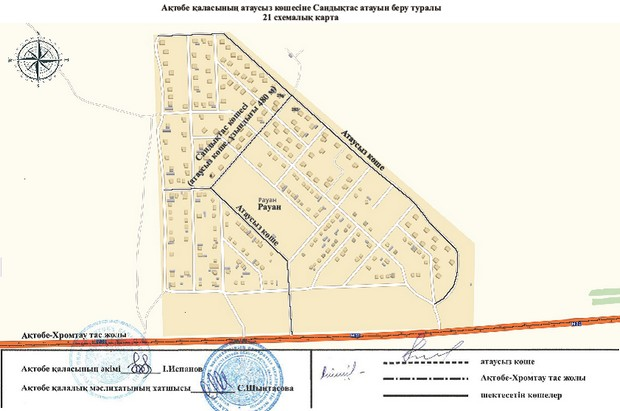 Ақтөбе қаласының атаусыз көшесіне Сандықтас атауын беру туралы
21 схемалық карта
Сандықтас көшесі
(атаусыз көше, ұзындығы 480 м)
Атаусыз көше
Рауан
Рауан
Атаусыз көше
Ақтөбе-Хромтау тас жолы
Ақтөбе қаласының әкімі І.Испанов
Ақтөбе қалалық мәслихатының хатшысы С.Шынтасова
атаусыз көше
Ақтөбе-Хромтау тас жолы
шектесетін көшелер